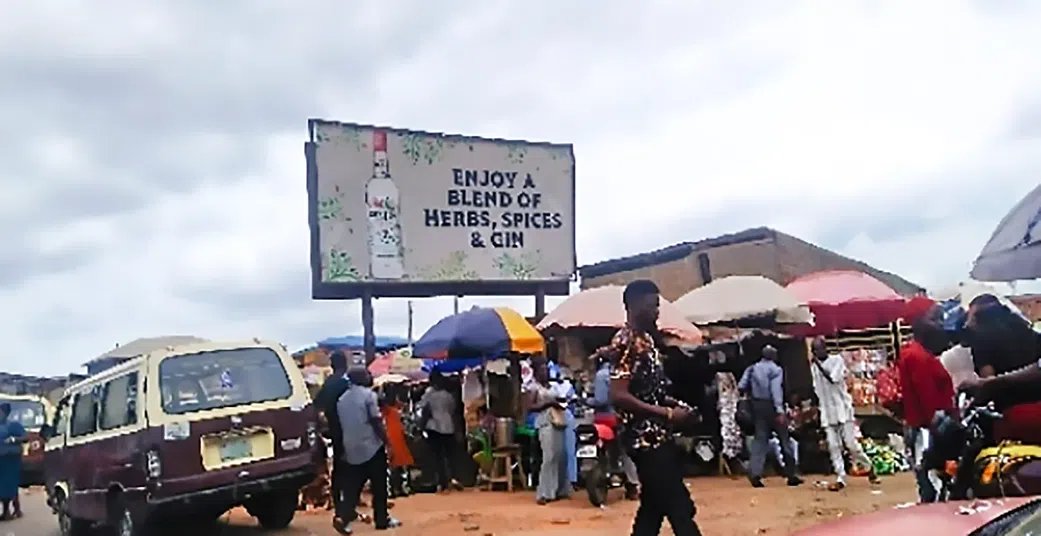 ENJOY A
BLEND OF
HERBS, SPICES
& GIN